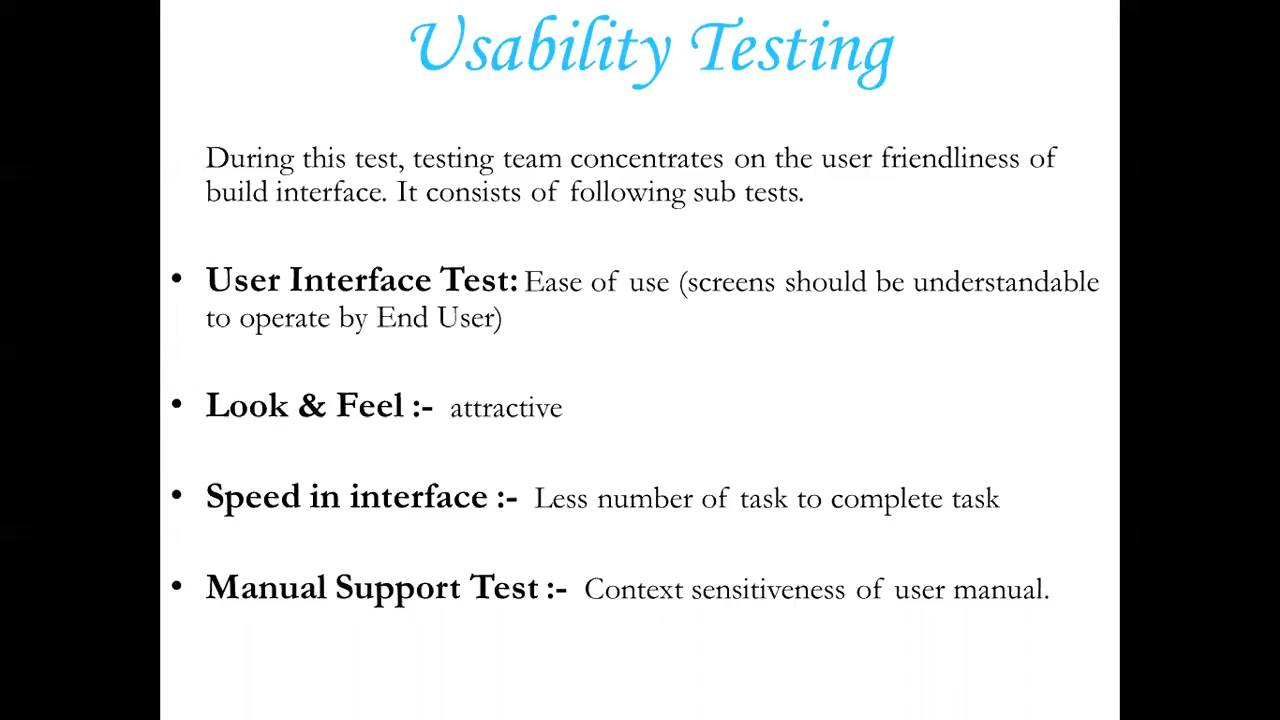 Usability Testing
During this test, testing team concentrates on the user friendliness of
build interface. It consists of following sub tests.
• User Interface Test: Ease of use (screens should be understandable
to operate by End User)
• Look & Feel :- attractive
• Speed in interface :- Less number of task to complete task
• Manual Support Test :- Context sensitiveness of user manual.